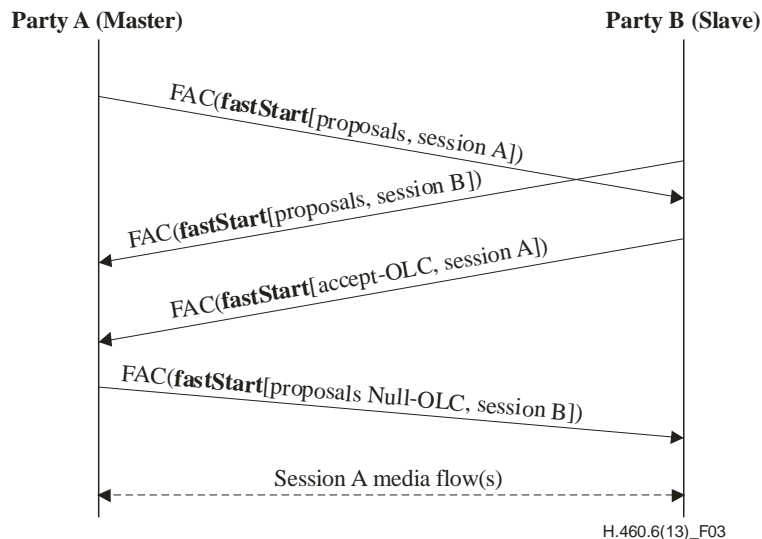 Party A (Master)
Party B (Slave)
FAC(fastStart[proposals, session A])
FAC(fastStart[proposals, session B])
FAC(fastStart[accept-OLC, session A])
FAC(fastStart[proposals Null-OLC, session B])
Session A media flow(s)
H.460.6(13)_F03